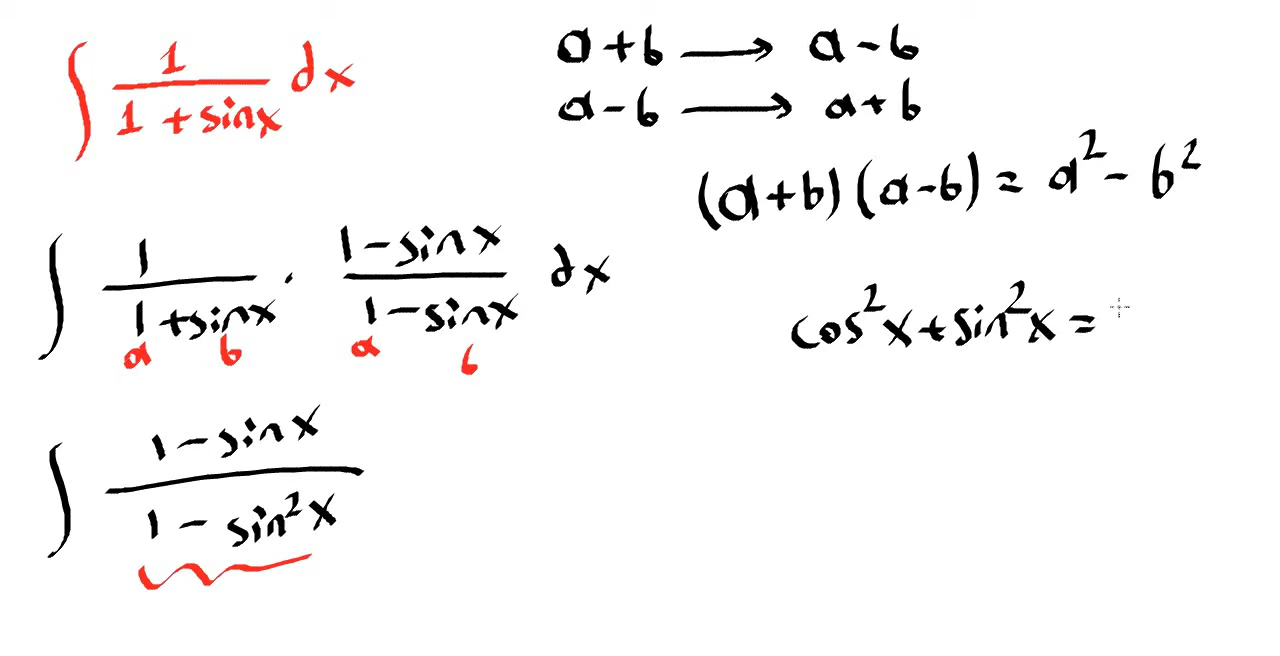 ∫ 1/(1 + sinx) dx
a + b → a - b
a - b → a + b
(a + b)(a - b) = a² - b²
∫ 1/(1 + sinx) · (1 - sinx)/(1 - sinx) dx
a b a b
cos²x + sin²x =
∫ (1 - sinx)/(1 - sin²x)